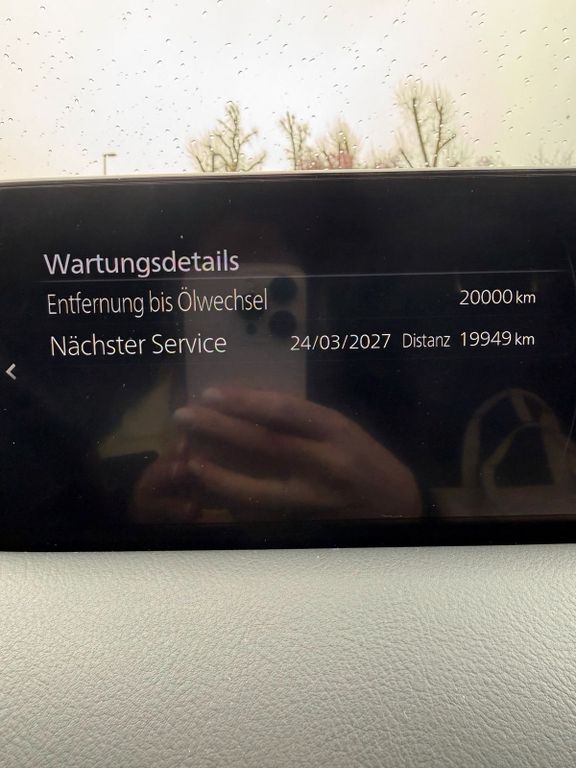 Wartungsdetails
Entfernung bis Ölwechsel 20000 km
Nächster Service 24/03/2027 Distanz 19949 km